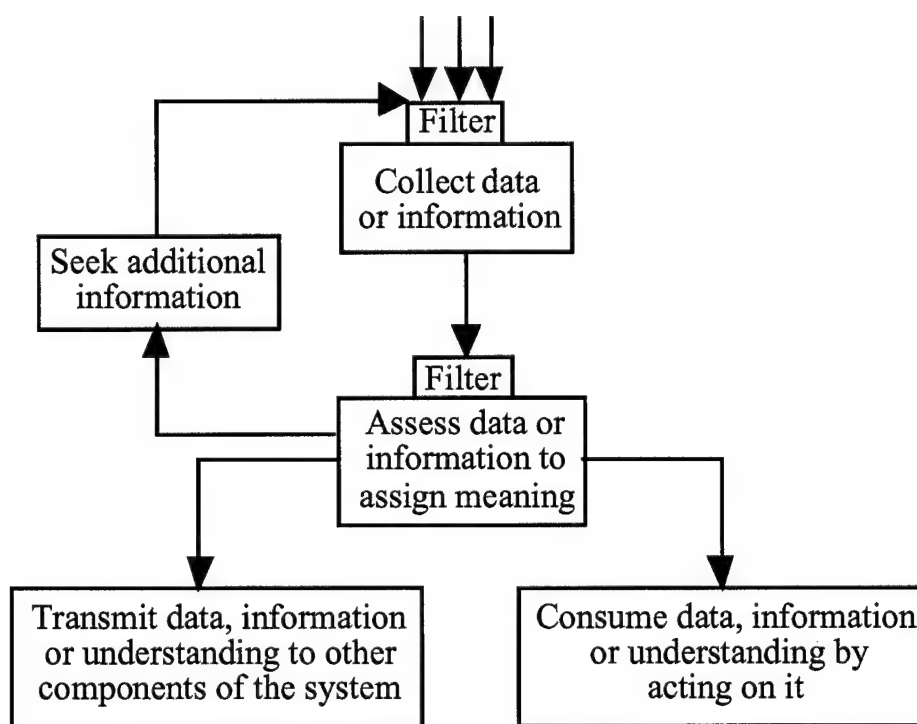 Filter
Collect data
or information
Seek additional
information
Filter
Assess data or
information to
assign meaning
Transmit data, information
or understanding to other
components of the system
Consume data, information
or understanding by
acting on it